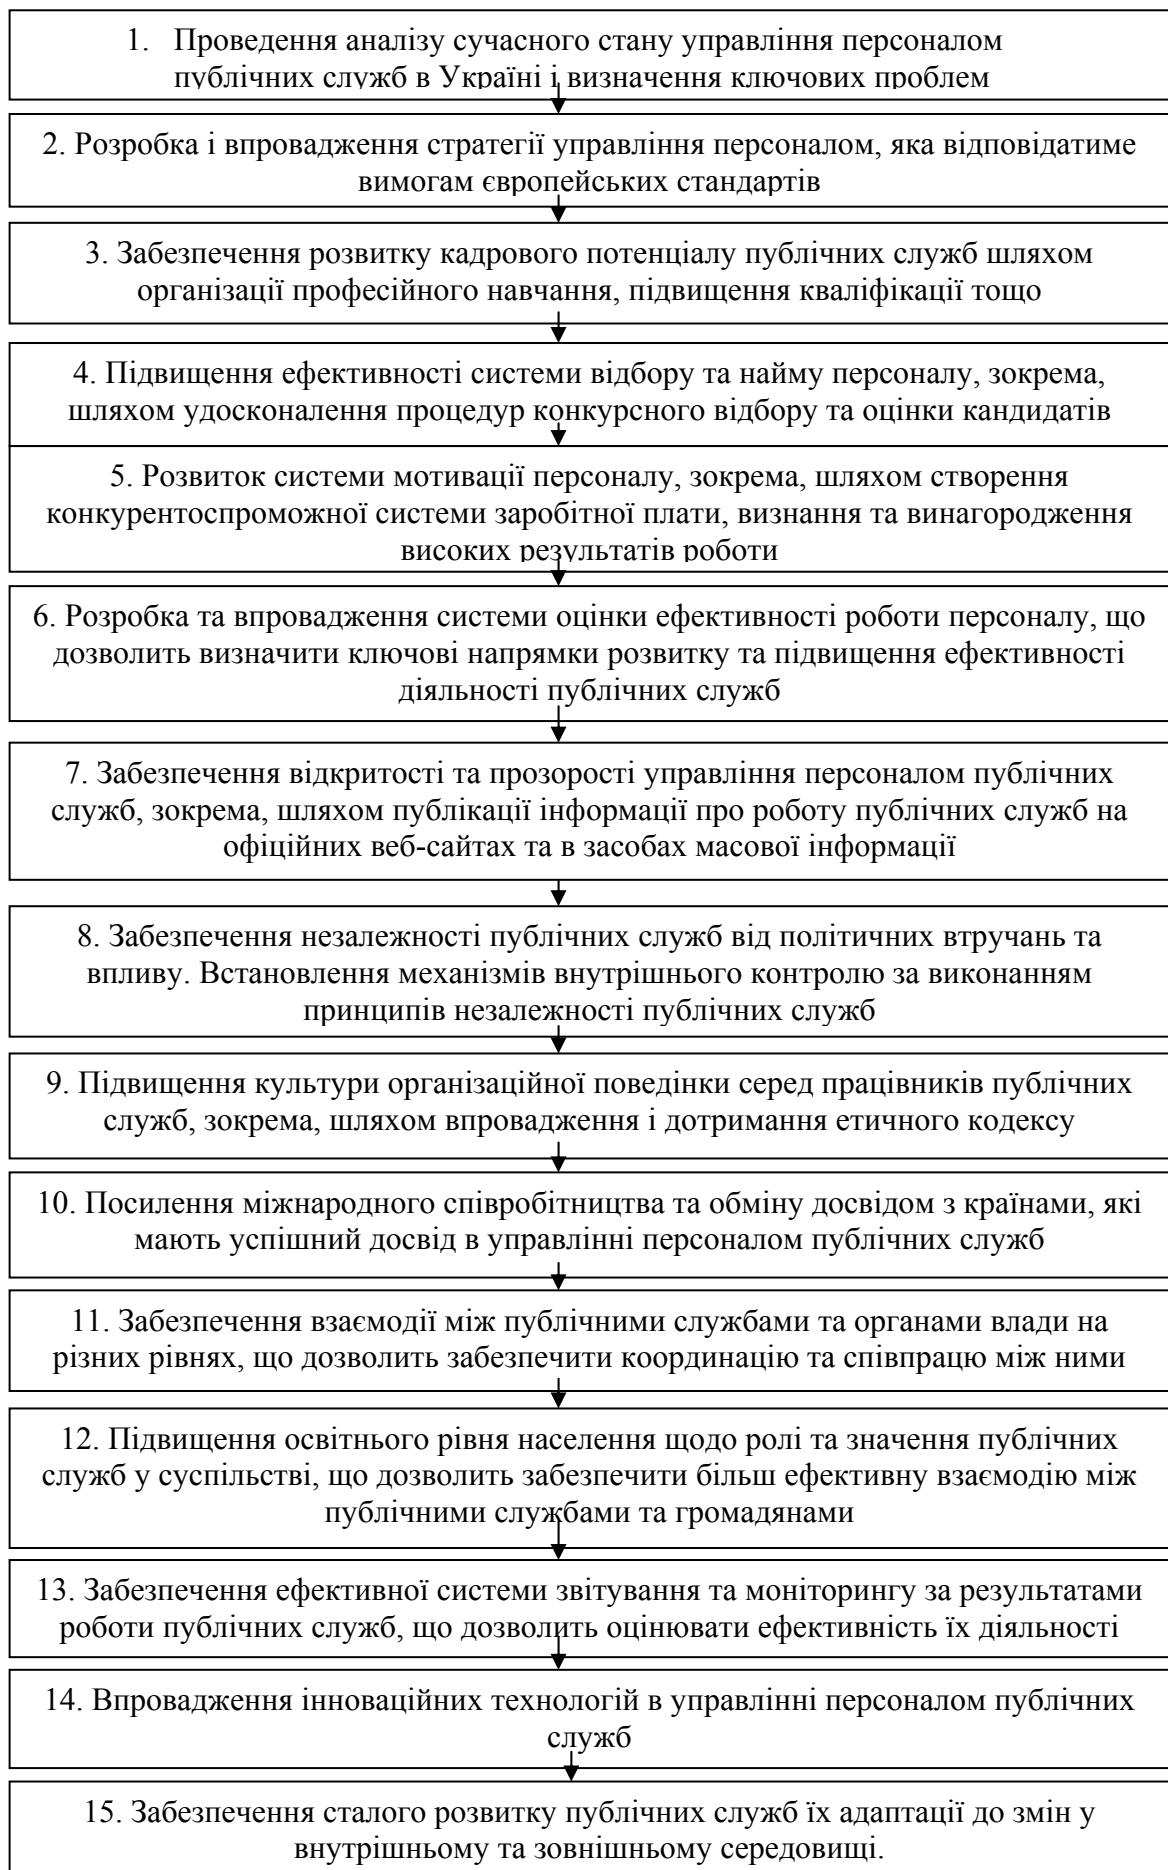 1. Проведення аналізу сучасного стану управління персоналом
публічних служб в Україні і визначення ключових проблем
2. Розробка і впровадження стратегії управління персоналом, яка відповідатиме
вимогам європейських стандартів
3. Забезпечення розвитку кадрового потенціалу публічних служб шляхом
організації професійного навчання, підвищення кваліфікації тощо
4. Підвищення ефективності системи відбору та найму персоналу, зокрема,
шляхом удосконалення процедур конкурсного відбору та оцінки кандидатів
5. Розвиток системи мотивації персоналу, зокрема, шляхом створення
конкурентоспроможної системи заробітної плати, визнання та винагородження
високих результатів роботи
6. Розробка та впровадження системи оцінки ефективності роботи персоналу, що
дозволить визначити ключові напрямки розвитку та підвищення ефективності
діяльності публічних служб
7. Забезпечення відкритості та прозорості управління персоналом публічних
служб, зокрема, шляхом публікації інформації про роботу публічних служб на
офіційних веб-сайтах та в засобах масової інформації
8. Забезпечення незалежності публічних служб від політичних втручань та
впливу. Встановлення механізмів внутрішнього контролю за виконанням
принципів незалежності публічних служб
9. Підвищення культури організаційної поведінки серед працівників публічних
служб, зокрема, шляхом впровадження і дотримання етичного кодексу
10. Посилення міжнародного співробітництва та обміну досвідом з країнами, які
мають успішний досвід в управлінні персоналом публічних служб
11. Забезпечення взаємодії між публічними службами та органами влади на
різних рівнях, що дозволить забезпечити координацію та співпрацю між ними
12. Підвищення освітнього рівня населення щодо ролі та значення публічних
служб у суспільстві, що дозволить забезпечити більш ефективну взаємодію між
публічними службами та громадянами
13. Забезпечення ефективної системи звітування та моніторингу за результатами
роботи публічних служб, що дозволить оцінювати ефективність їх діяльності
14. Впровадження інноваційних технологій в управлінні персоналом публічних
служб
15. Забезпечення сталого розвитку публічних служб їх адаптації до змін у
внутрішньому та зовнішньому середовищі.